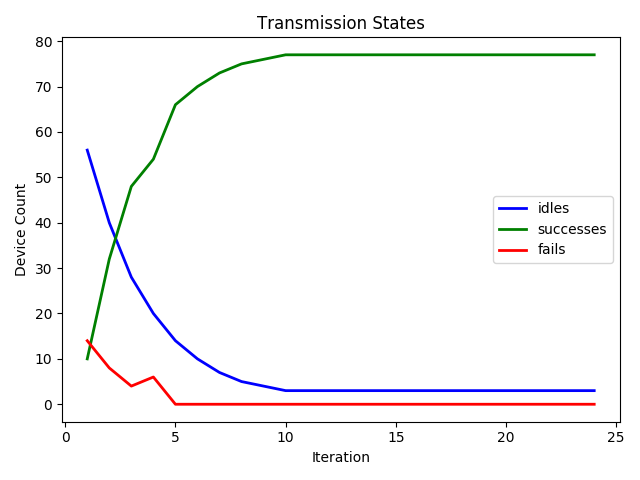 Transmission States
Device Count
80
70
60
50
40
30
20
10
0
idles
successes
fails
0 5 10 15 20 25
Iteration